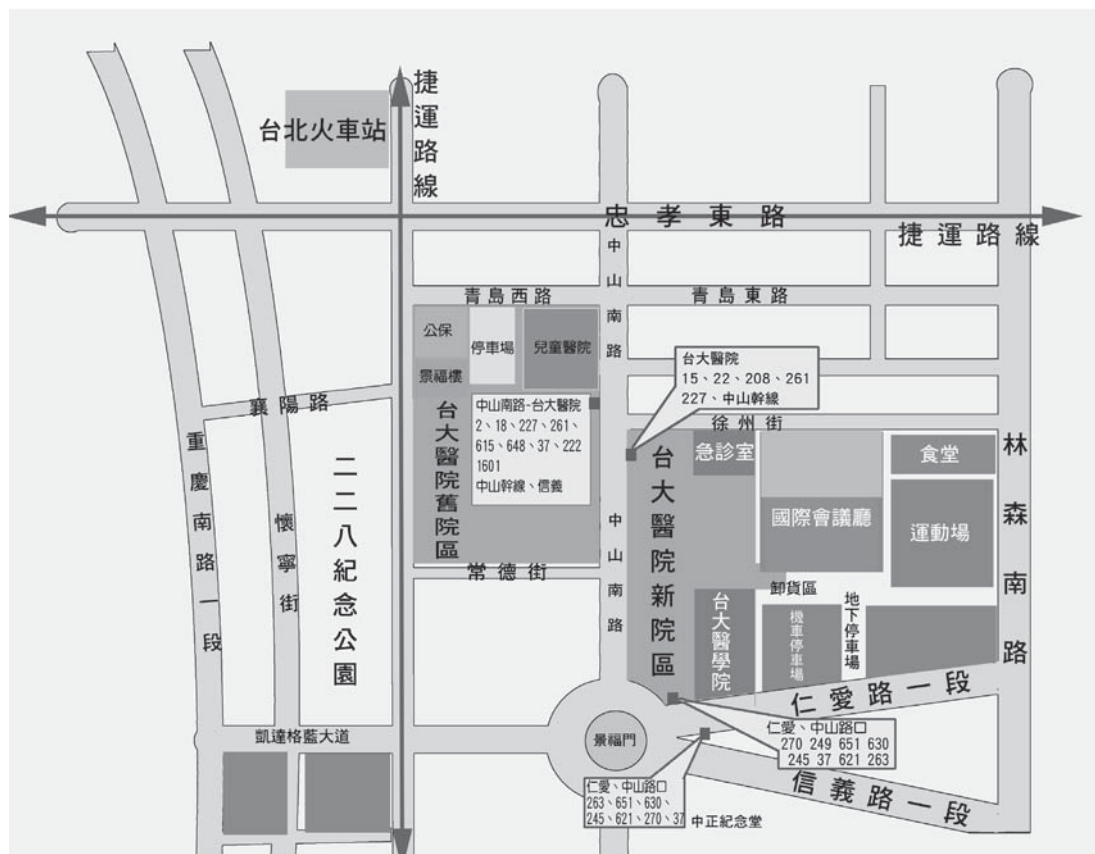 捷運路線
台北火車站
忠孝東路
捷運路線
中山南路
青島西路
青島東路
公保
停車場
兒童醫院
景福樓
台大醫院
15、22、208、261
227、中山幹線
襄陽路
中山南路-台大醫院
2、18、227、261、
615、648、37、222
1601
中山幹線、信義
徐州街
台大醫院舊院區
急診室
食堂
林森南路
重慶南路一段
懷寧街
二二八紀念公園
台大醫院新院區
國際會議廳
運動場
中山南路
常德街
卸貨區
台大醫學院
機車停車場
地下停車場
仁愛路一段
凱達格藍大道
景福門
仁愛、中山路口
270 249 651 630
245 37 621 263
信義路一段
仁愛、中山路口
263、651、630、
245、621、270、37
中正紀念堂